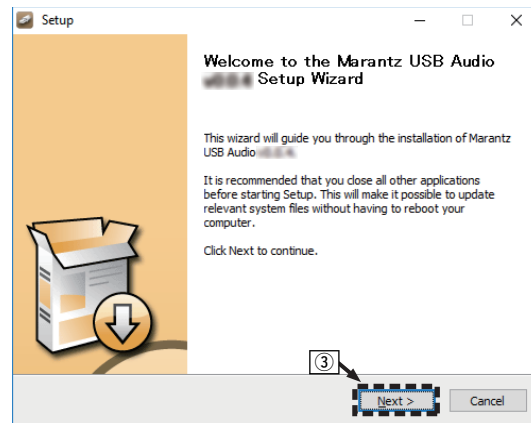 Setup
Welcome to the Marantz USB Audio
Setup Wizard
This wizard will guide you through the installation of Marantz
USB Audio
It is recommended that you close all other applications
before starting Setup. This will make it possible to update
relevant system files without having to reboot your
computer.
Click Next to continue.
③
Next >
Cancel